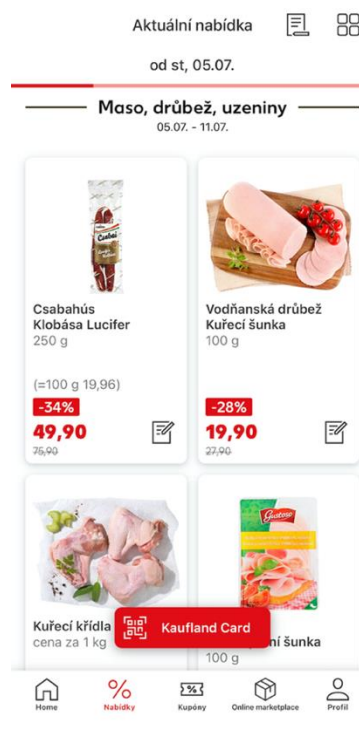 Aktuální nabídka
od st, 05.07.
Maso, drůbež, uzeniny
05.07. - 11.07.
Csabahús
Klobása Lucifer
250 g
(=100 g 19,96)
-34%
49,90
75,90
Vodňanská drůbež
Kuřecí šunka
100 g
-28%
19,90
27,90
Gustoso
Kuřecí křídla
cena za 1 kg
ní šunka
100 g
Kaufland Card
Home
Nabídky
Kupóny
Online marketplace
Profil